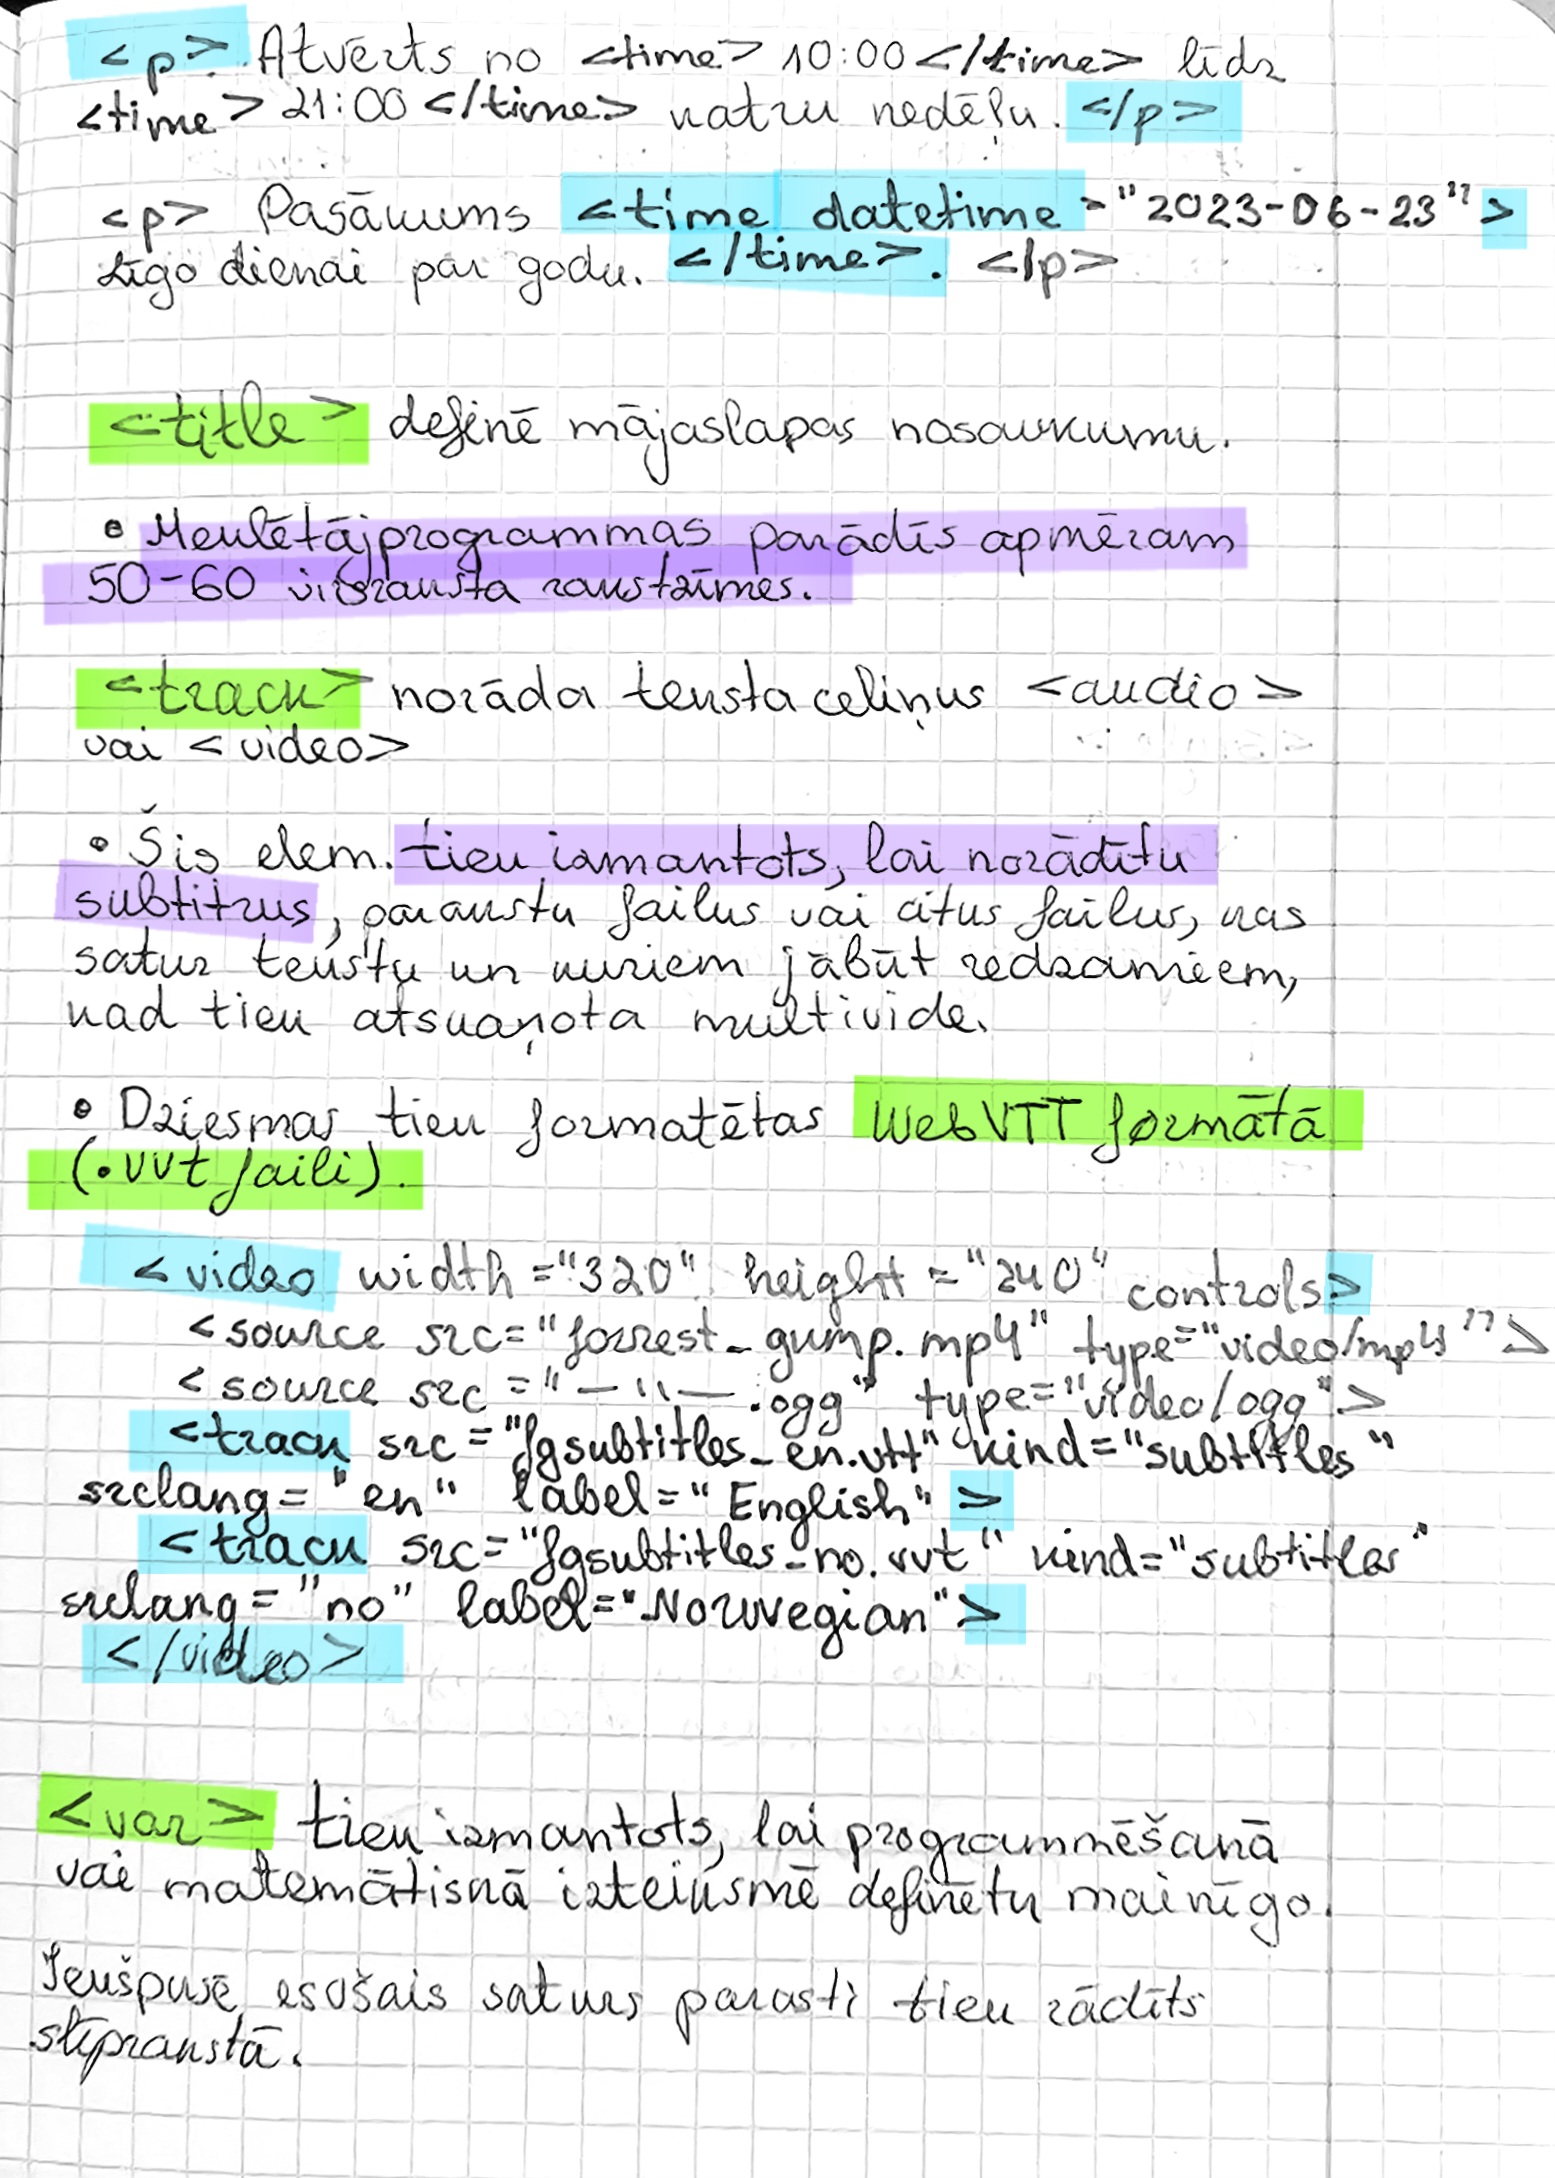 <p> Atvērts no <time> 10:00 </time> līdz
<time> 21:00 </time> katru nedēļu. </p>
<p> Pasākums <time datetime="2023-06-23">
Līgo dienai par godu. </time>. </p>
<title> definē mājaslapas nosaukumu.
• Meklētājprogrammas parādīs apmēram
50-60 virsraksta rakstzīmes.
<track> norāda teksta celiņus <audio>
vai <video>
• Šis elem. tiek izmantots, lai norādītu
subtitrus, parakstu failus vai citus failus, kas
satur tekstu un kuriem jābūt redzamiem,
kad tiek atskaņota multivide.
• Dziesmas tiek formatētas WebVTT formātā
(.vvt faili).
<video width="320" height="240" controls>
<source src="forrest_gump.mp4" type="video/mp4">
<source src="—"—.ogg" type="video/ogg">
<track src="fgsubtitles_en.vtt" kind="subtitles"
srclang="en" label="English">
<track src="fgsubtitles_no.vvt" kind="subtitles"
srclang="no" label="Norwegian">
</video>
<var> tiek izmantots, lai programmēšanā
vai matemātiskā izteiksmē definētu mainīgo.
Iekšpusē esošais saturs parasti tiek rādīts
slīprakstā.